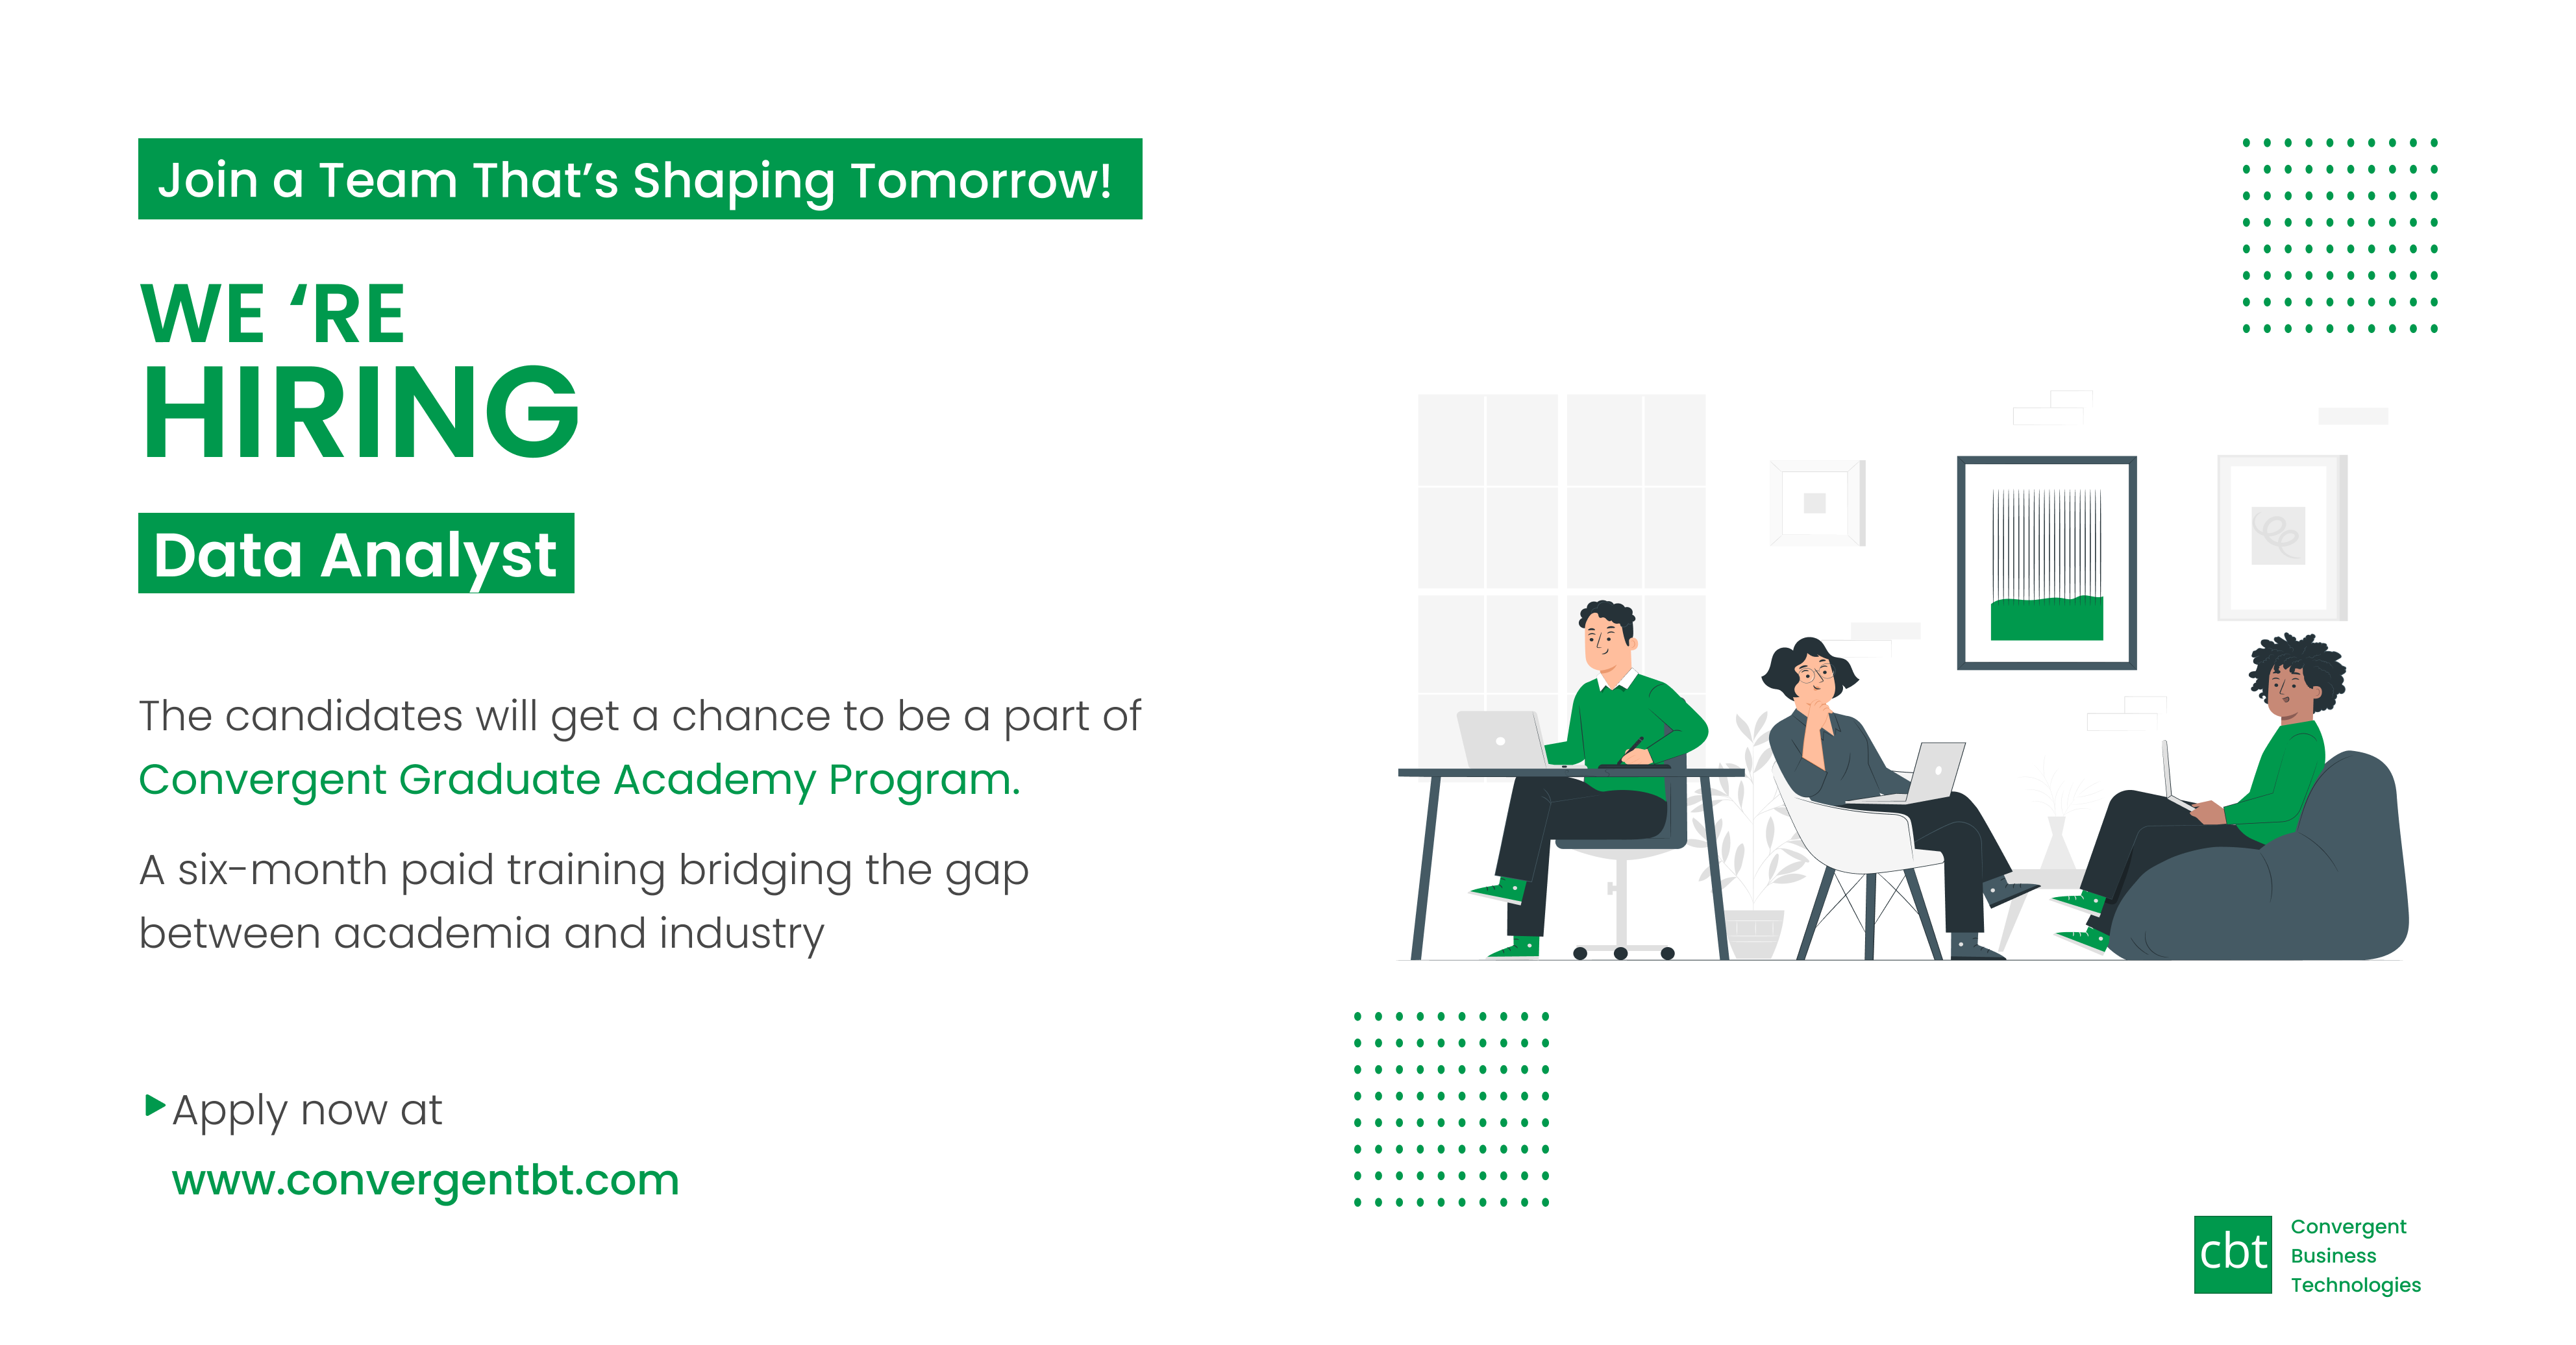 Join a Team That’s Shaping Tomorrow!
WE ‘RE
HIRING
Data Analyst
The candidates will get a chance to be a part of
Convergent Graduate Academy Program.
A six-month paid training bridging the gap
between academia and industry
Apply now at
www.convergentbt.com
cbt
Convergent
Business
Technologies